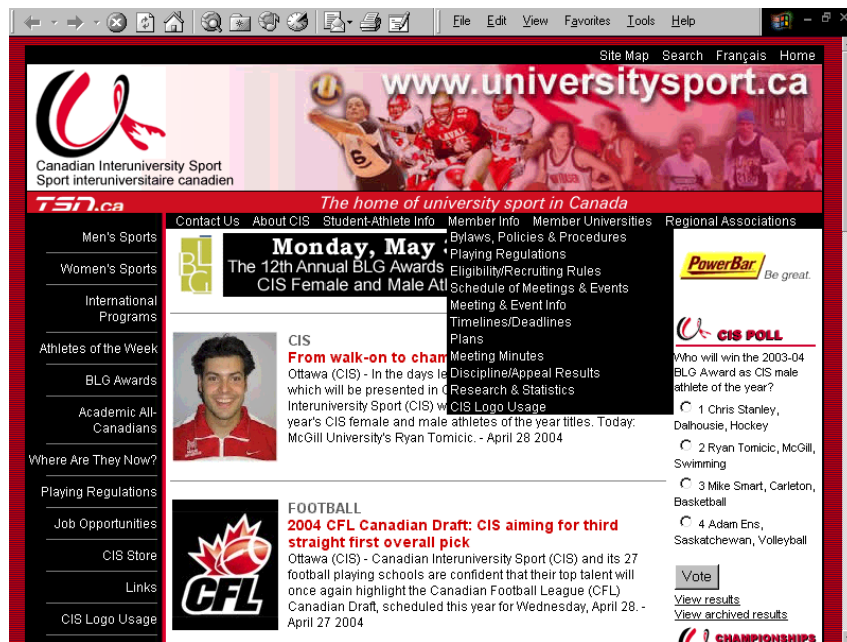 File Edit View Favorites Tools Help
Site Map Search Français Home
www.universitysport.ca
Canadian Interuniversity Sport
Sport interuniversitaire canadien
TSN.ca
The home of university sport in Canada
Contact Us About CIS Student-Athlete Info Member Info Member Universities Regional Associations
Men's Sports
Women's Sports
International
Programs
Athletes of the Week
BLG Awards
Academic All-
Canadians
Where Are They Now?
Playing Regulations
Job Opportunities
CIS Store
Links
CIS Logo Usage
BLG
Monday, May
The 12th Annual BLG Awards
CIS Female and Male
Bylaws, Policies & Procedures
Playing Regulations
Eligibility/Recruiting Rules
Schedule of Meetings & Events
Meeting & Event Info
Timelines/Deadlines
Plans
Meeting Minutes
Discipline/Appeal Results
Research & Statistics
CIS Logo Usage
CIS
From walk-on to cham
Ottawa (CIS) - In the days le
which will be presented in
Interuniversity Sport (CIS) w
year's CIS female and male athletes of the year titles. Today:
McGill University's Ryan Tomicic. - April 28 2004
FOOTBALL
2004 CFL Canadian Draft: CIS aiming for third
straight first overall pick
Ottawa (CIS) - Canadian Interuniversity Sport (CIS) and its 27
football playing schools are confident that their top talent will
once again highlight the Canadian Football League (CFL)
Canadian Draft, scheduled this year for Wednesday, April 28. -
April 27 2004
CFL
PowerBar
Be great.
CIS POLL
Who will win the 2003-04
BLG Award as CIS male
athlete of the year?
1 Chris Stanley,
Dalhousie, Hockey
2 Ryan Tomicic, McGill,
Swimming
3 Mike Smart, Carleton,
Basketball
4 Adam Ens,
Saskatchewan, Volleyball
Vote
View results
View archived results
CHAMPIONSHIPS
LAVAL
6